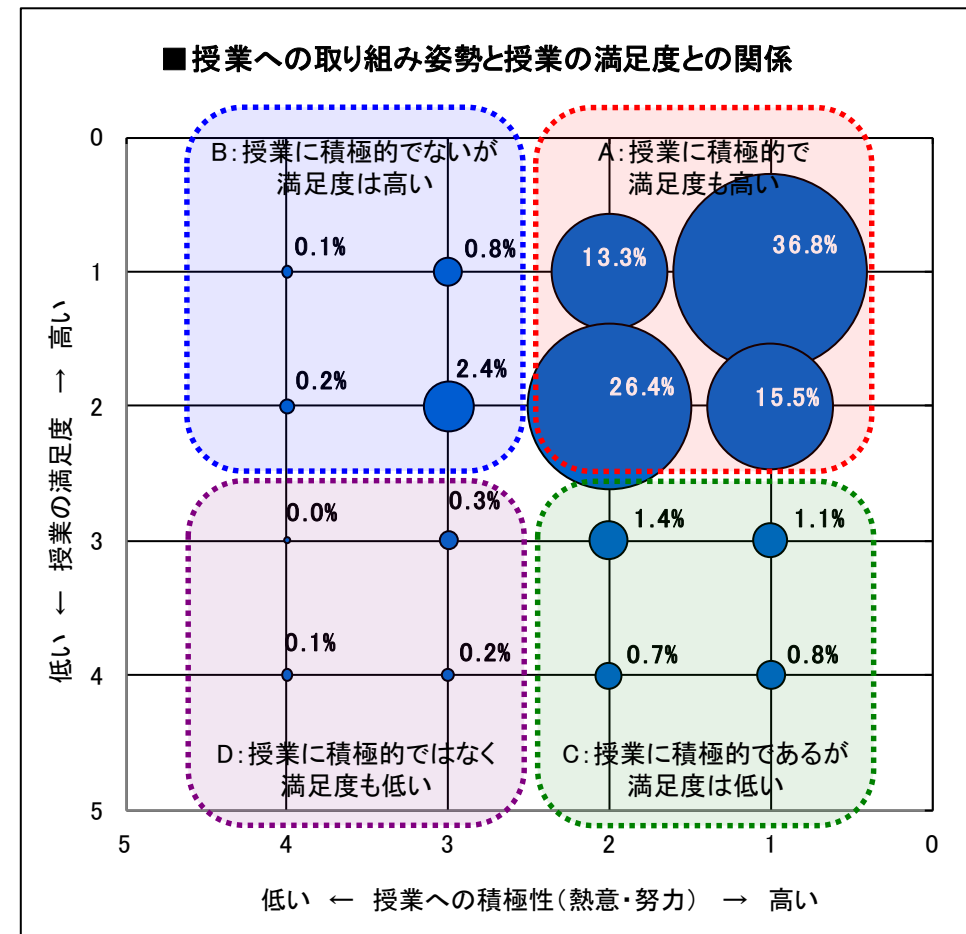 ■授業への取り組み姿勢と授業の満足度との関係
0
B:授業に積極的でないが
満足度は高い
A:授業に積極的で
満足度も高い
0.1%
0.8%
13.3%
36.8%
1
0.2%
2.4%
26.4%
15.5%
2
0.0%
0.3%
1.4%
1.1%
3
0.1%
0.2%
0.7%
0.8%
4
D:授業に積極的ではなく
満足度も低い
C:授業に積極的であるが
満足度は低い
5
5 4 3 2 1 0
低い ← 授業の満足度 → 高い
低い ← 授業への積極性(熱意・努力) → 高い